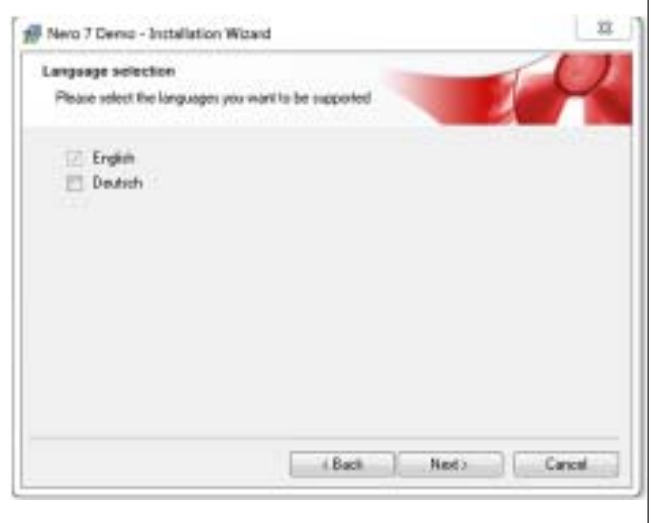 Nero 7 Demo - Installation Wizard
Language selection
Please select the languages you want to be supported
English
Deutsch
< Back
Next >
Cancel